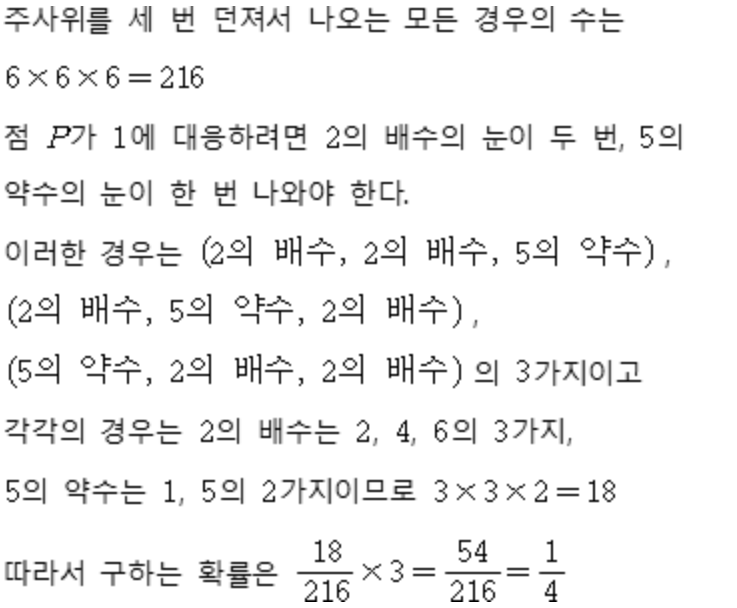 주사위를 세 번 던져서 나오는 모든 경우의 수는
6×6×6=216
점 P가 1에 대응하려면 2의 배수의 눈이 두 번, 5의
약수의 눈이 한 번 나와야 한다.
이러한 경우는 (2의 배수, 2의 배수, 5의 약수),
(2의 배수, 5의 약수, 2의 배수),
(5의 약수, 2의 배수, 2의 배수)의 3가지이고
각각의 경우는 2의 배수는 2, 4, 6의 3가지,
5의 약수는 1, 5의 2가지이므로 3×3×2=18
따라서 구하는 확률은 18/216×3=54/216=1/4